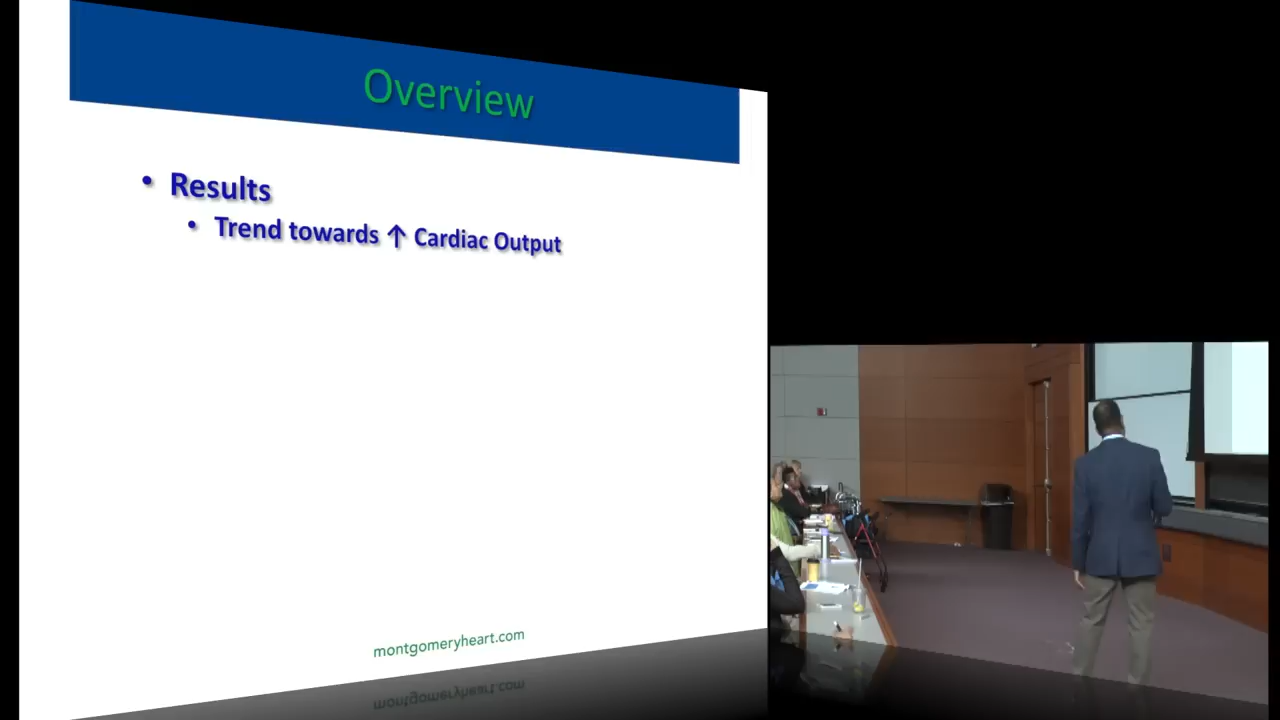 Overview
• Results
• Trend towards ↑ Cardiac Output
montgomeryheart.com